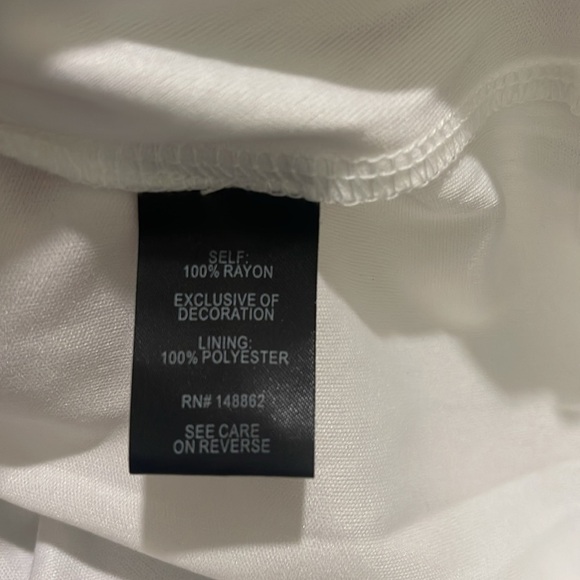 SELF:
100% RAYON
EXCLUSIVE OF
DECORATION
LINING:
100% POLYESTER
RN# 148862
SEE CARE
ON REVERSE